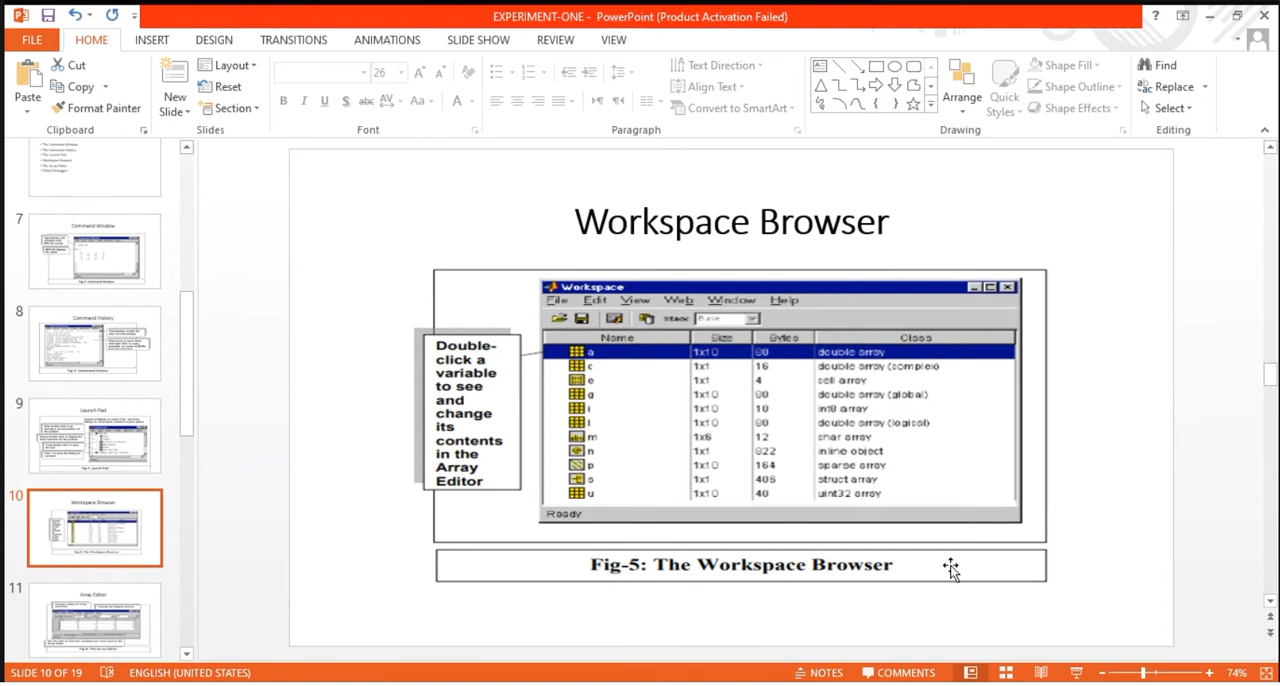 EXPERIMENT-ONE - PowerPoint (Product Activation Failed)
FILE HOME INSERT DESIGN TRANSITIONS ANIMATIONS SLIDE SHOW REVIEW VIEW
Paste
Cut
Copy
Format Painter
Clipboard
New
Slide
Layout
Reset
Section
Slides
26
B I U S abc AV Aa A
Font
Text Direction
Align Text
Convert to SmartArt
Paragraph
Arrange
Quick
Styles
Shape Fill
Shape Outline
Shape Effects
Drawing
Find
Replace
Select
Editing
7
Command Window
8
Command History
9
Launch Pad
10
Workspace Browser
11
Array Editor
Workspace Browser
Double-
click a
variable
to see
and
change
its
contents
in the
Array
Editor
Workspace
File Edit View Web Window Help
Stack: Base
Name Size Bytes Class
a 1x10 80 double array
c 1x1 16 double array (complex)
e 1x1 4 cell array
g 1x10 80 double array (global)
i 1x10 10 int8 array
l 1x10 80 double array (logical)
m 1x6 12 char array
n 1x1 822 inline object
p 1x10 164 sparse array
s 1x1 406 struct array
u 1x10 40 uint32 array
Ready
Fig-5: The Workspace Browser
SLIDE 10 OF 19 ENGLISH (UNITED STATES) NOTES COMMENTS 74%